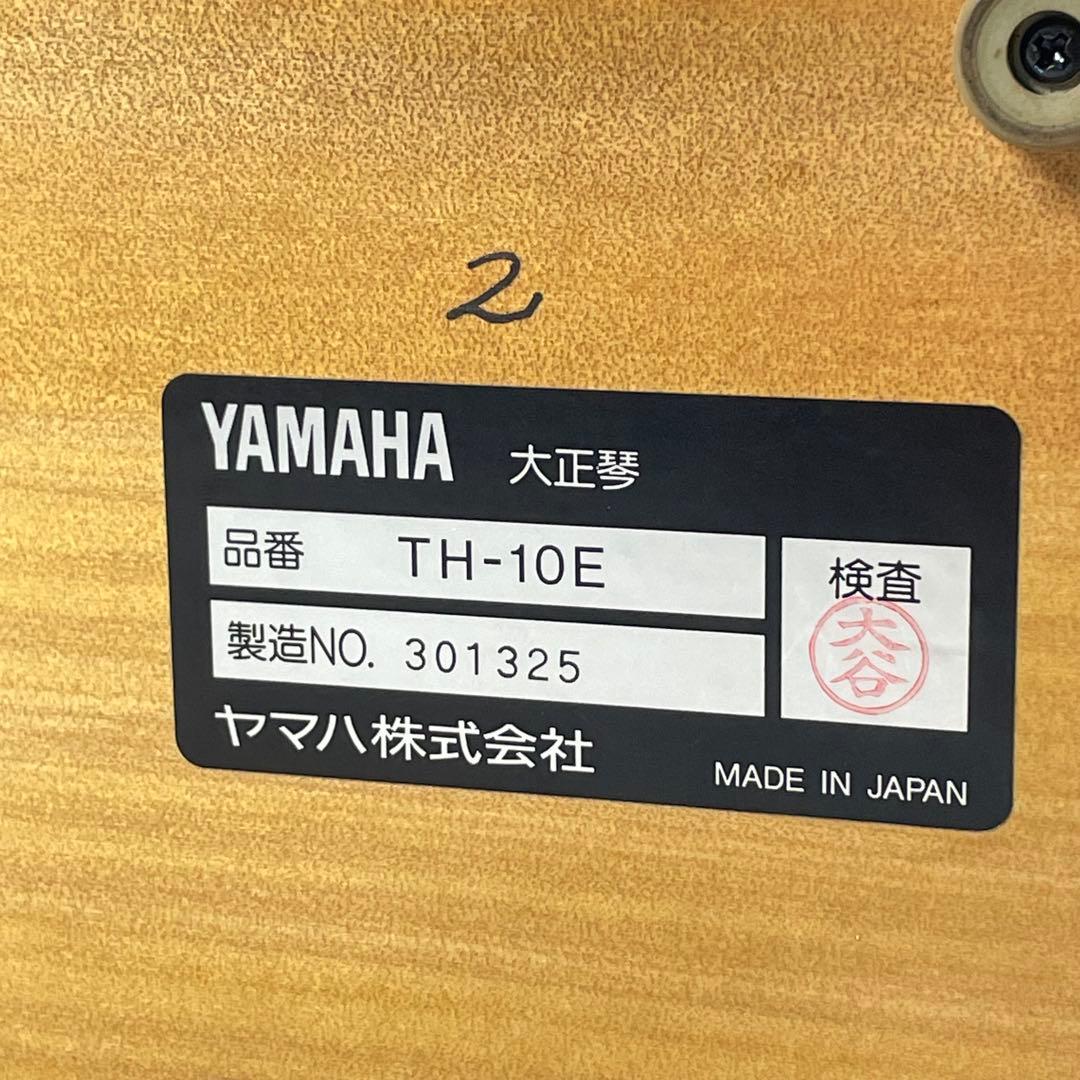 2
YAMAHA 大正琴
品番 TH-10E
製造NO. 301325
検査
大谷
ヤマハ株式会社
MADE IN JAPAN